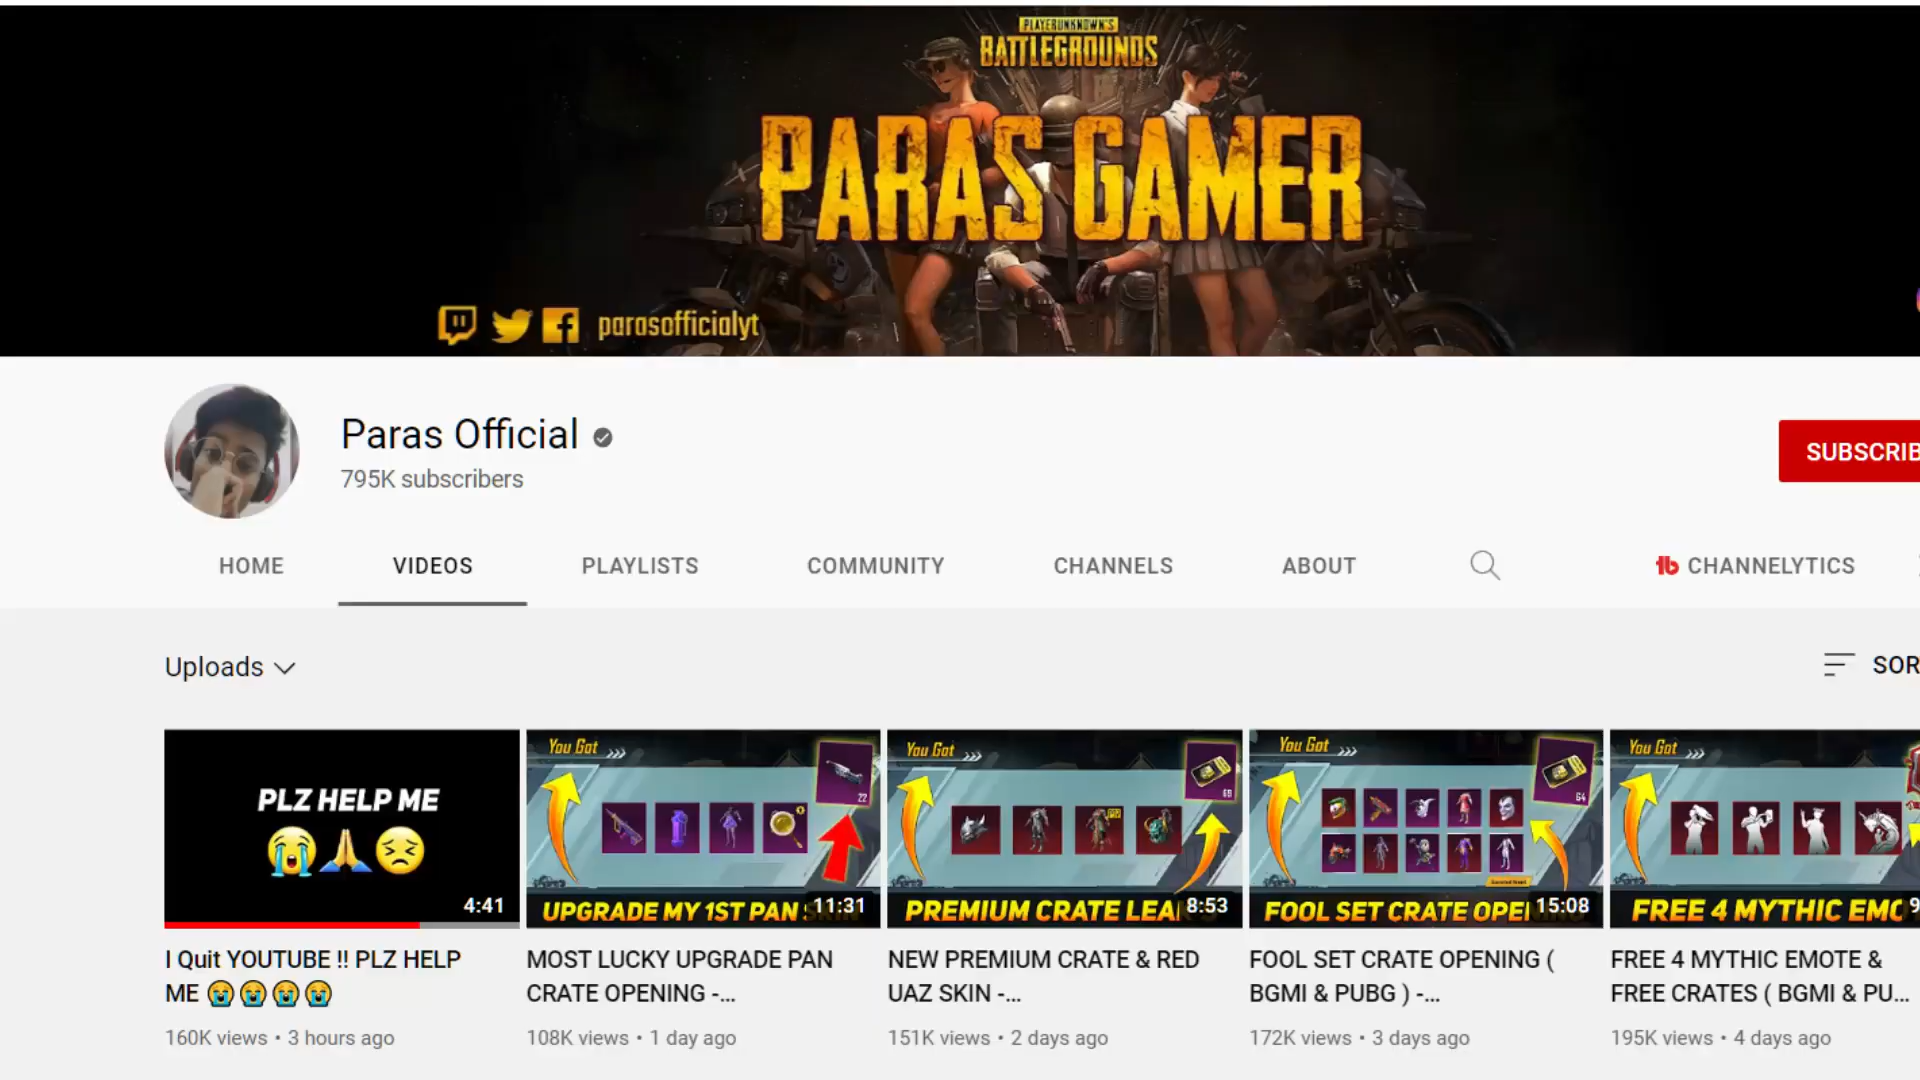 PLAYERUNKNOWN'S
BATTLEGROUNDS
PARAS GAMER
parasofficialyt
Paras Official
795K subscribers
SUBSCRIB
HOME VIDEOS PLAYLISTS COMMUNITY CHANNELS ABOUT tb CHANNELYTICS
Uploads
SOR
PLZ HELP ME
😭🙏😣
4:41
I Quit YOUTUBE !! PLZ HELP
ME 😭😭😭😭
160K views • 3 hours ago
You Got
22
UPGRADE MY 1ST PAN
11:31
MOST LUCKY UPGRADE PAN
CRATE OPENING -...
108K views • 1 day ago
You Got
PREMIUM CRATE LEA
8:53
NEW PREMIUM CRATE & RED
UAZ SKIN -...
151K views • 2 days ago
You Got
64
FOOL SET CRATE OPE
15:08
FOOL SET CRATE OPENING (
BGMI & PUBG ) -...
172K views • 3 days ago
You Got
FREE 4 MYTHIC EMO
9
FREE 4 MYTHIC EMOTE &
FREE CRATES ( BGMI & PU...
195K views • 4 days ago